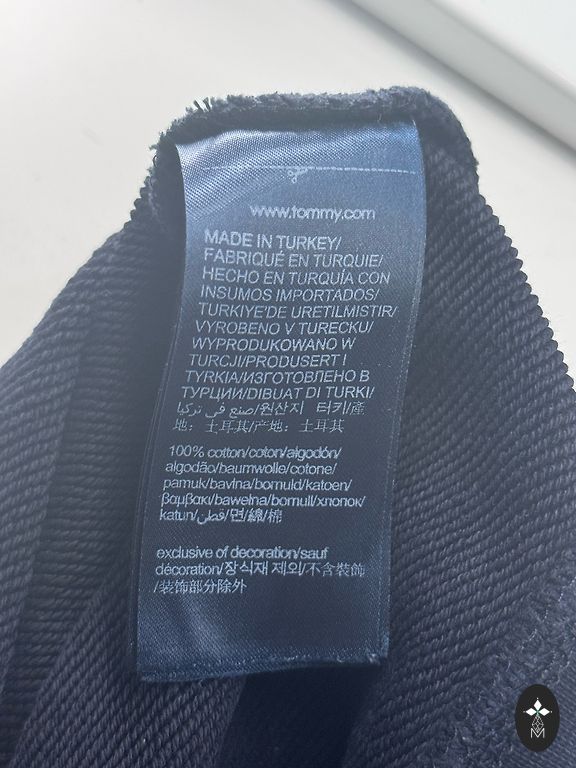 www.tommy.com
MADE IN TURKEY/
FABRIQUÉ EN TURQUIE/
HECHO EN TURQUÍA CON
INSUMOS IMPORTADOS/
TURKIYE'DE URETILMISTIR/
VYROBENO V TURECKU/
WYPRODUKOWANO W
TURCJI/PRODUSERT I
TYRKIA/ИЗГОТОВЛЕНО В
ТУРЦИИ/DIBUAT DI TURKI/
صنع في تركيا/원산지 터키/產
地：土耳其/产地：土耳其
100% cotton/coton/algodón/
algodão/baumwolle/cotone/
pamuk/bavlna/bomuld/katoen/
βαμβακι/bawełna/bomull/хлопок/
katun/قطن/면/綿/棉
exclusive of decoration/sauf
décoration/장식재 제외/不含裝飾
/装饰部分除外
M